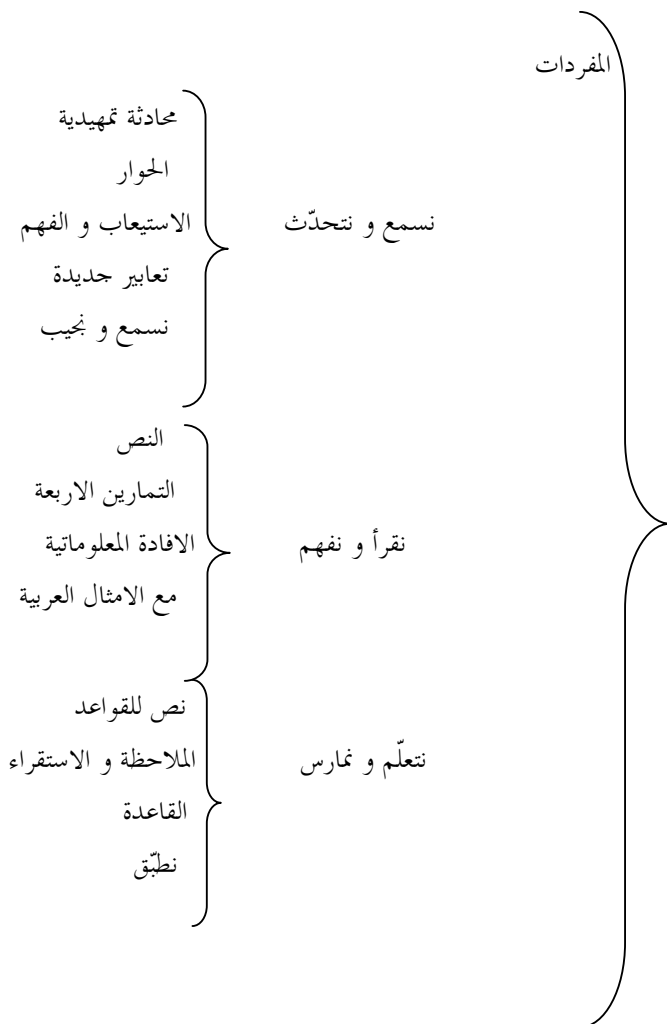 المفردات
نسمع و نتحدّث
محادثة تمهيدية
الحوار
الاستيعاب و الفهم
تعابير جديدة
نسمع و نجيب
نقرأ و نفهم
النص
التمارين الاربعة
الافادة المعلوماتية
مع الامثال العربية
نتعلّم و نمارس
نص للقواعد
الملاحظة و الاستقراء
القاعدة
نطبّق